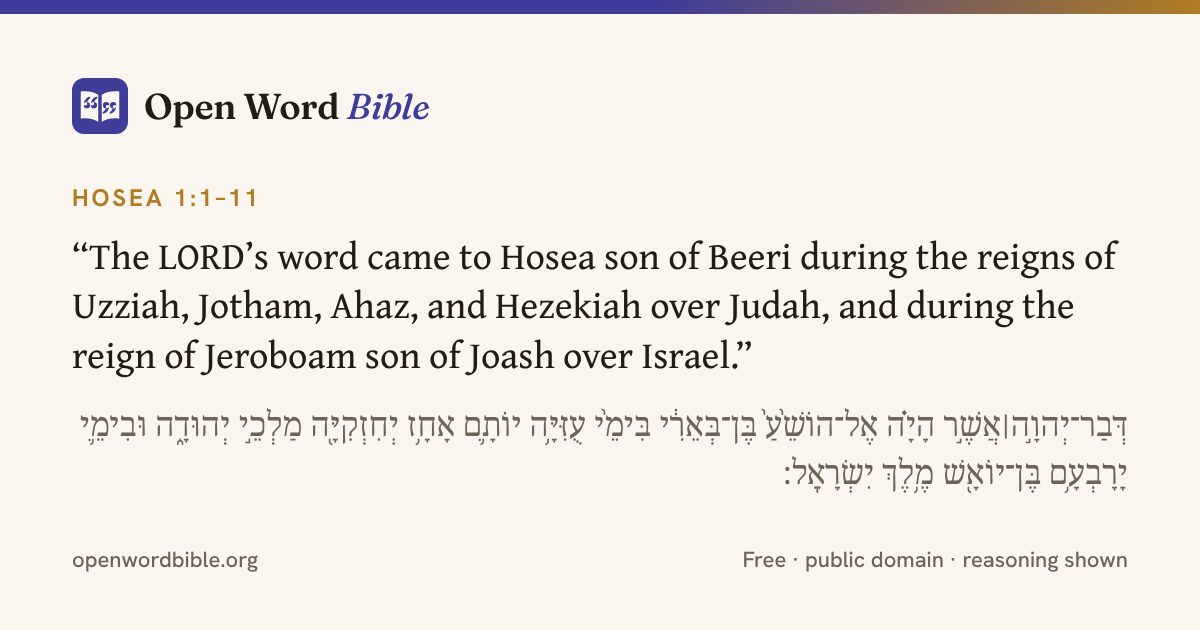 Open Word Bible
HOSEA 1:1–11
“The LORD’s word came to Hosea son of Beeri during the reigns of
Uzziah, Jotham, Ahaz, and Hezekiah over Judah, and during the
reign of Jeroboam son of Joash over Israel.”
דְּבַר־יְהוָ֣ה׀אֲשֶׁ֣ר הָיָ֗ה אֶל־הוֹשֵׁ֙עַ֙ בֶּן־בְּאֵרִ֔י בִּימֵ֨י עֻזִּיָּ֥ה יוֹתָ֛ם אָחָ֥ז יְחִזְקִיָּ֖ה מַלְכֵ֣י יְהוּדָ֑ה וּבִימֵ֛י
יָרָבְעָ֥ם בֶּן־יוֹאָ֖שׁ מֶ֥לֶךְ יִשְׂרָאֵֽל׃
openwordbible.org
Free · public domain · reasoning shown